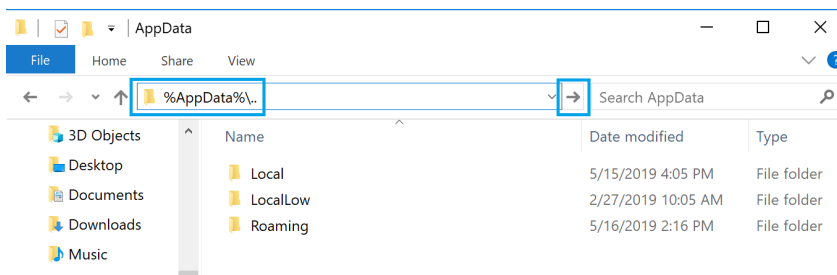 AppData
File Home Share View
%AppData%\.. Search AppData
3D Objects Name Date modified Type
Desktop Local 5/15/2019 4:05 PM File folder
Documents LocalLow 2/27/2019 10:05 AM File folder
Downloads Roaming 5/16/2019 2:16 PM File folder
Music